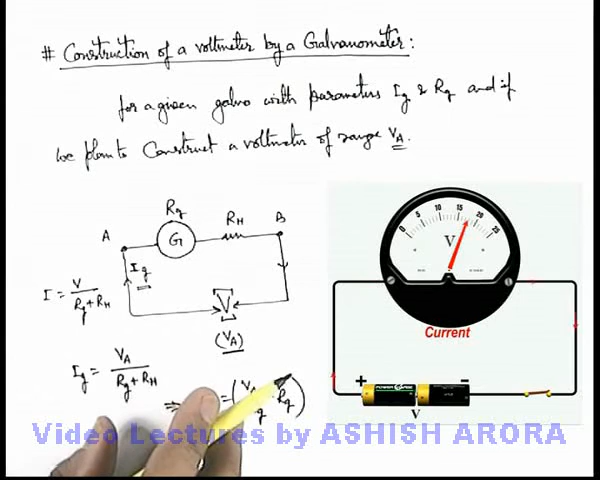 # Construction of a voltmeter by a Galvanometer:
for a given galvo with parameters Ig & Rg and if
we plan to Construct a voltmeter of range VA.
Rg
RH
A
B
G
Ig
I = V / Rg + RH
V
(VA)
Ig = VA / Rg + RH
⇒ = (VA g Rg)
0 5 10 15 20 25
V
Current
+ −
V
Video Lectures by ASHISH ARORA